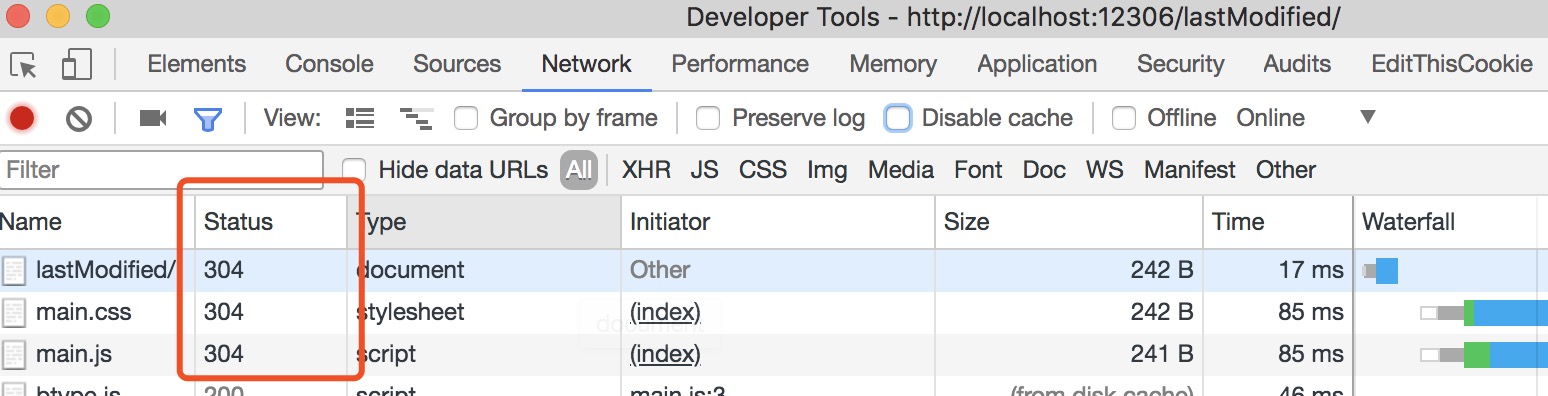 Developer Tools - http://localhost:12306/lastModified/
Elements Console Sources Network Performance Memory Application Security Audits EditThisCookie
View: Group by frame Preserve log Disable cache Offline Online
Filter Hide data URLs All XHR JS CSS Img Media Font Doc WS Manifest Other
Name Status Type Initiator Size Time Waterfall
lastModified/ 304 document Other 242 B 17 ms
main.css 304 stylesheet (index) 242 B 85 ms
document
main.js 304 script (index) 241 B 85 ms
btype.js 200 script main.js:3 (from disk cache) 46 ms